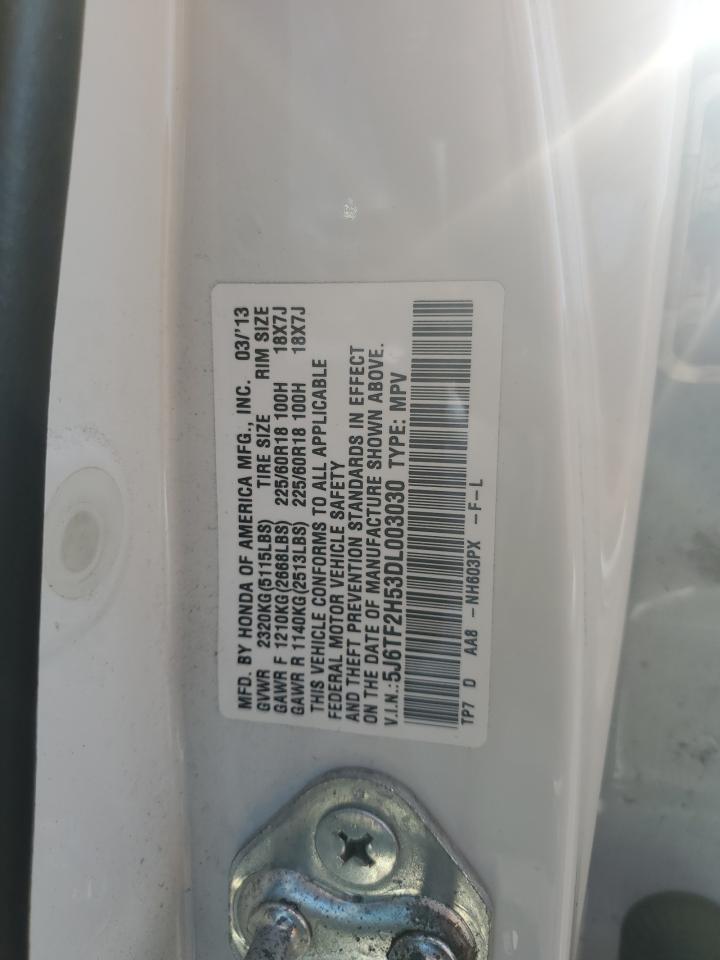 MFD. BY HONDA OF AMERICA MFG., INC. 03/'13
GVWR 2320KG(5115LBS) TIRE SIZE RIM SIZE
GAWR F 1210KG(2668LBS) 225/60R18 100H 18X7J
GAWR R 1140KG(2513LBS) 225/60R18 100H 18X7J
THIS VEHICLE CONFORMS TO ALL APPLICABLE
FEDERAL MOTOR VEHICLE SAFETY
AND THEFT PREVENTION STANDARDS IN EFFECT
ON THE DATE OF MANUFACTURE SHOWN ABOVE.
V.I.N.:5J6TF2H53DL003030 TYPE: MPV
TP7 D AA8 -NH603PX -F-L